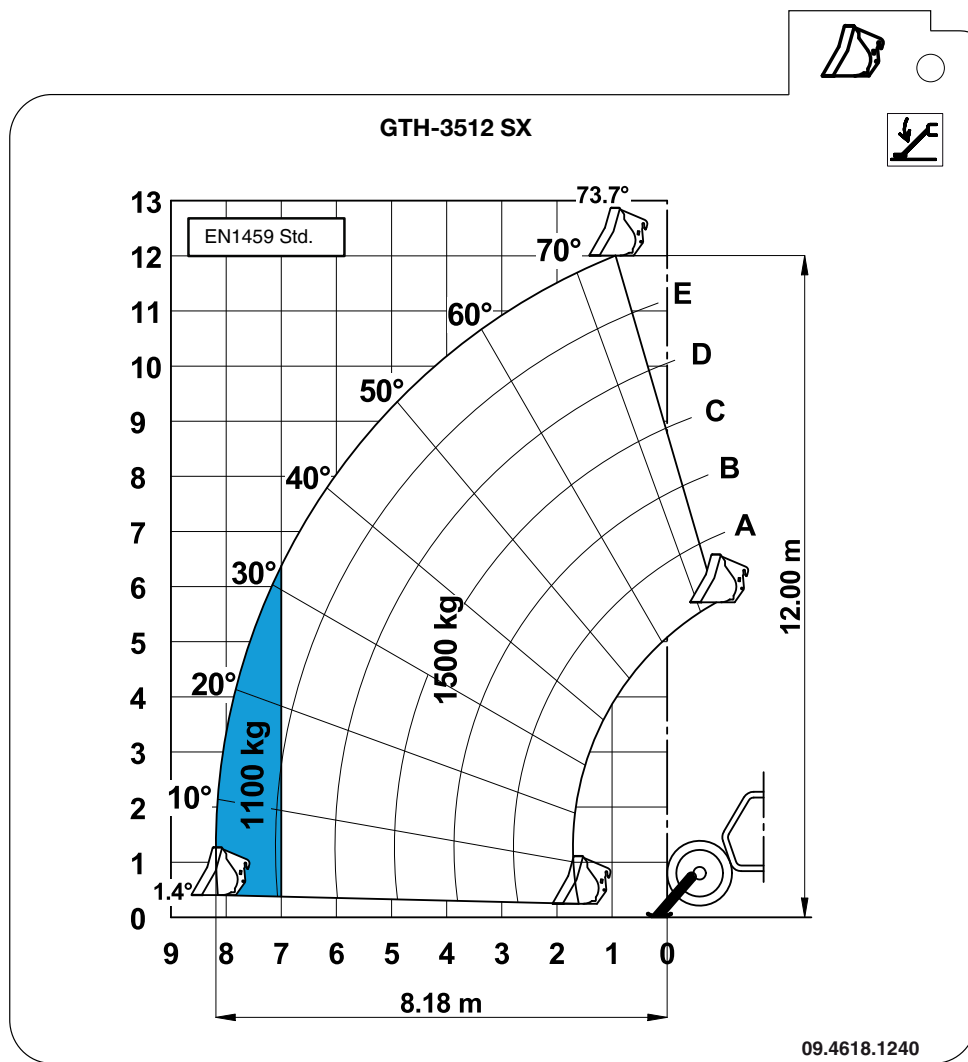 GTH-3512 SX
73.7°
13
EN1459 Std.
12
70°
11
E
60°
10
D
50°
9
C
8
40°
B
7
A
6
30°
1500 kg
12.00 m
5
20°
4
3
1100 kg
2
10°
1
1.4°
0
9 8 7 6 5 4 3 2 1 0
8.18 m
09.4618.1240